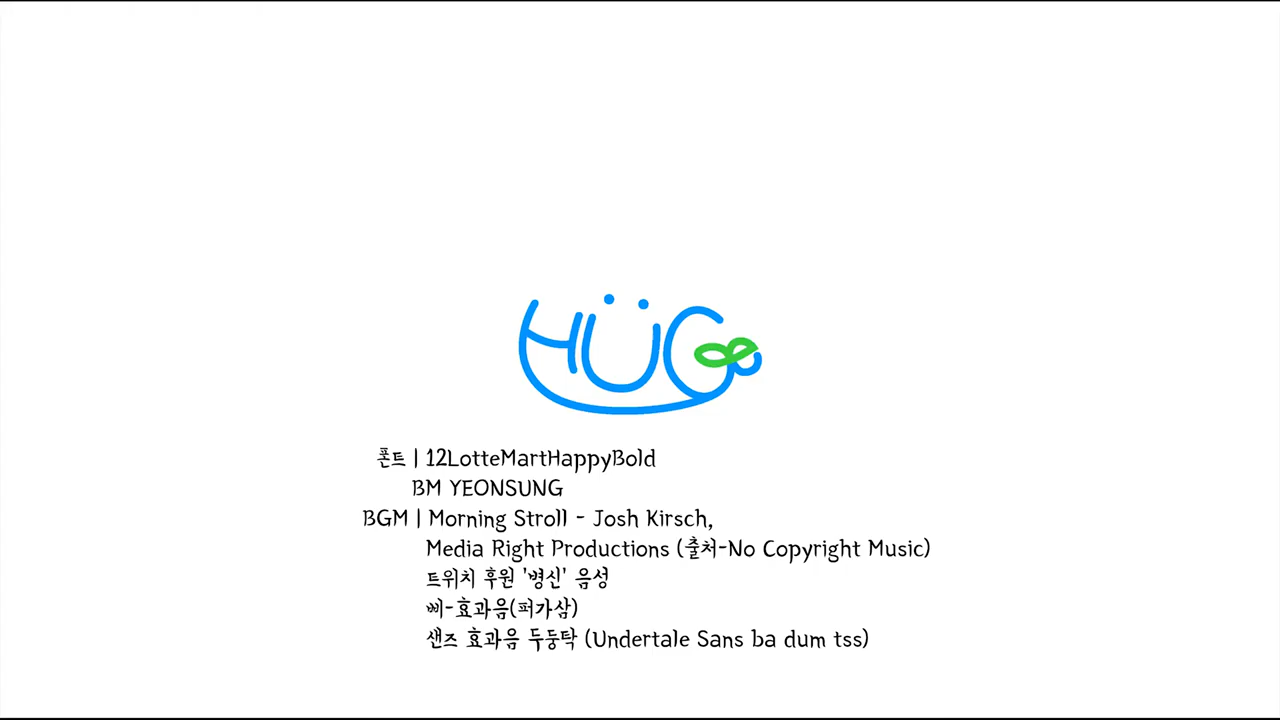 HÜGe
폰트 | 12LotteMartHappyBold
BM YEONSUNG
BGM | Morning Stroll - Josh Kirsch,
Media Right Productions (출처-No Copyright Music)
트위치 후원 '병신' 음성
삐-효과음(퍼가삼)
샌즈 효과음 두둥탁 (Undertale Sans ba dum tss)